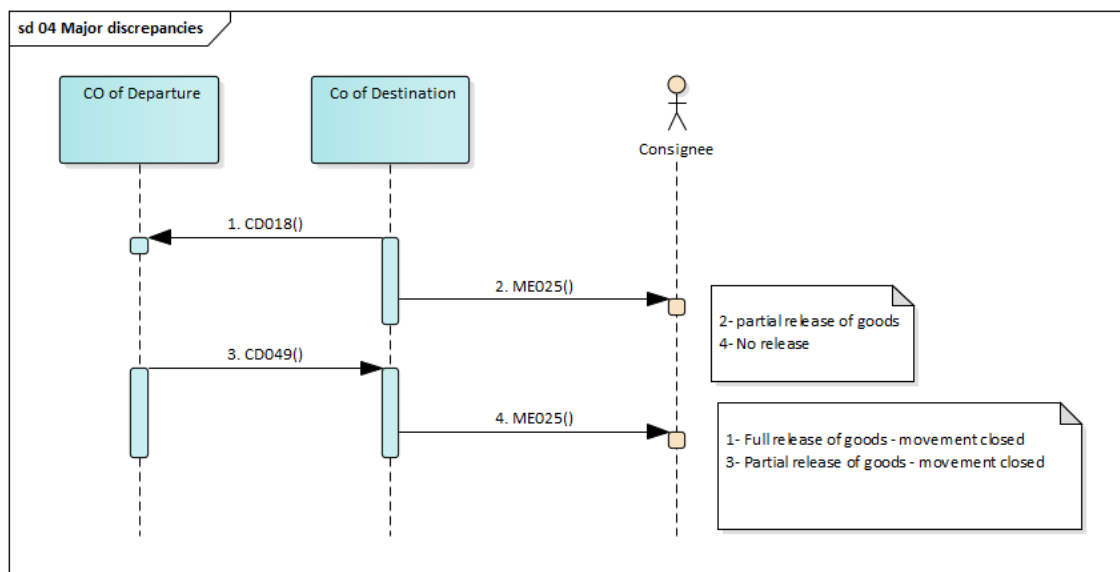 sd 04 Major discrepancies
CO of Departure
Co of Destination
Consignee
1. CD018()
2. ME025()
2- partial release of goods
4- No release
3. CD049()
4. ME025()
1- Full release of goods - movement closed
3- Partial release of goods - movement closed